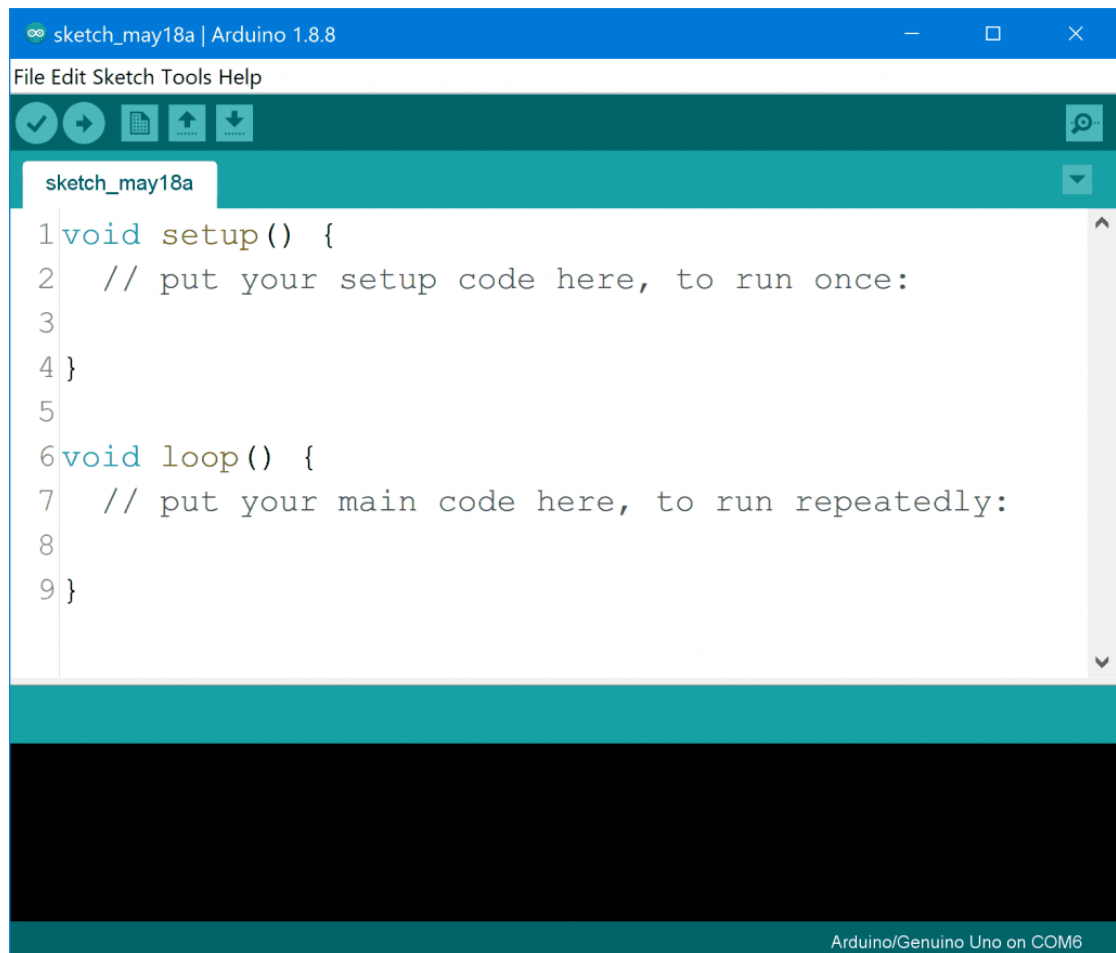 sketch_may18a | Arduino 1.8.8
File Edit Sketch Tools Help
sketch_may18a
1 void setup() {
2   // put your setup code here, to run once:
3
4 }
5
6 void loop() {
7   // put your main code here, to run repeatedly:
8
9 }
Arduino/Genuino Uno on COM6